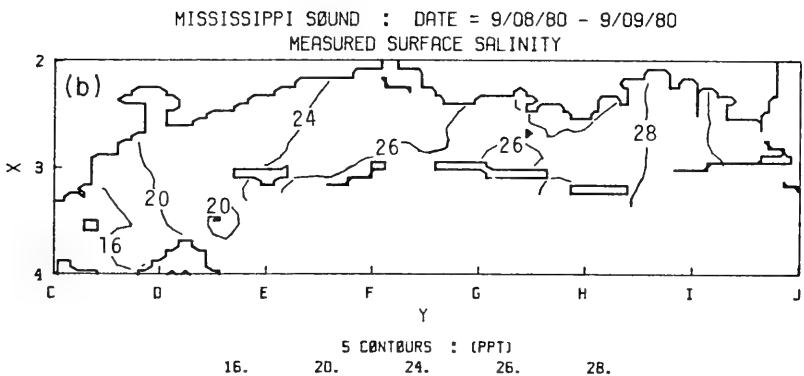 MISSISSIPPI SØUND : DATE = 9/08/80 - 9/09/80
MEASURED SURFACE SALINITY
2
(b)
24
28
26
26
X
3
20
20
16
4
C D E F G H I J
Y
5 CØNTØURS : (PPT)
16. 20. 24. 26. 28.